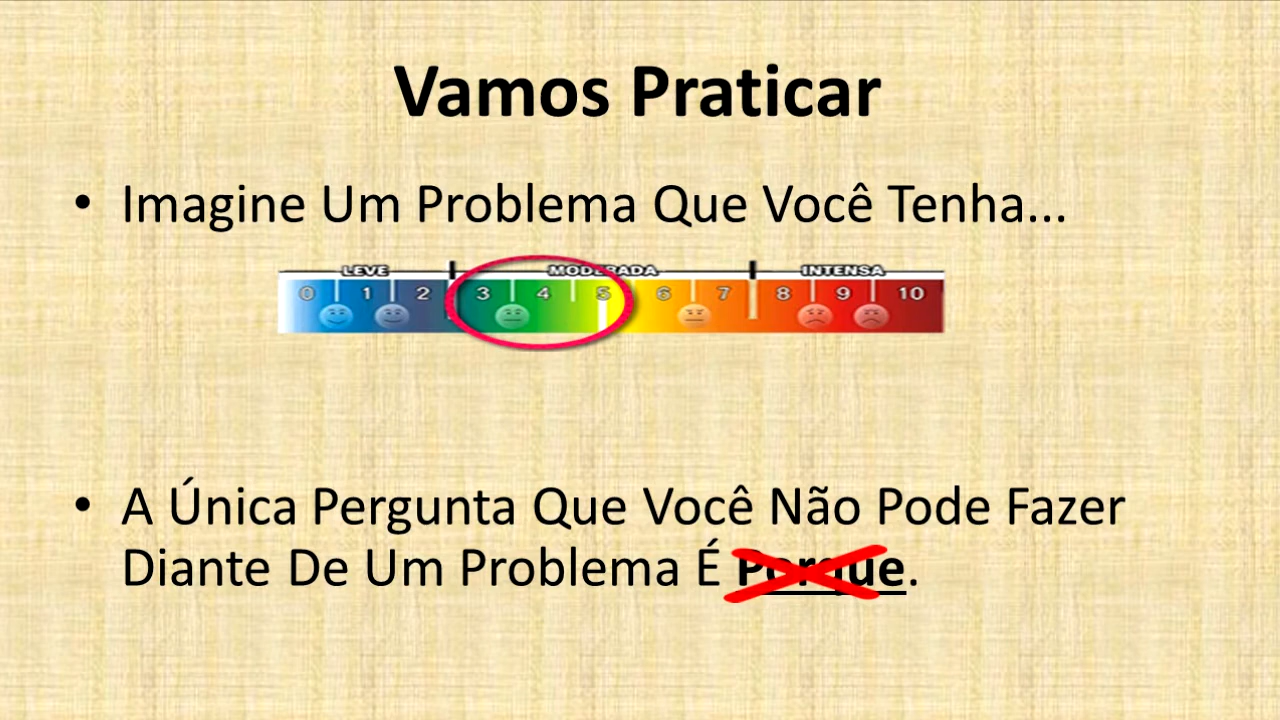 Vamos Praticar
• Imagine Um Problema Que Você Tenha...
LEVE MODERADA INTENSA
0 1 2 3 4 5 6 7 8 9 10
• A Única Pergunta Que Você Não Pode Fazer
Diante De Um Problema É Porque.